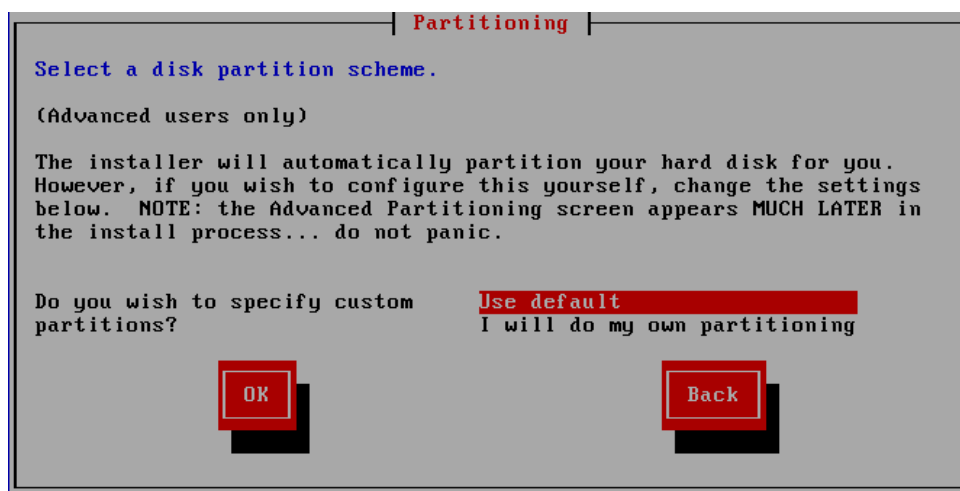 Partitioning
Select a disk partition scheme.
(Advanced users only)
The installer will automatically partition your hard disk for you.
However, if you wish to configure this yourself, change the settings
below.  NOTE: the Advanced Partitioning screen appears MUCH LATER in
the install process... do not panic.
Do you wish to specify custom
partitions?
Use default
I will do my own partitioning
OK
Back